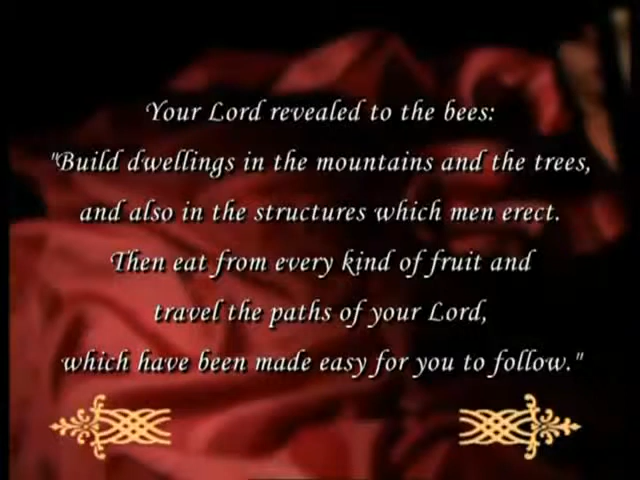 Your Lord revealed to the bees:
"Build dwellings in the mountains and the trees,
and also in the structures which men erect.
Then eat from every kind of fruit and
travel the paths of your Lord,
which have been made easy for you to follow."